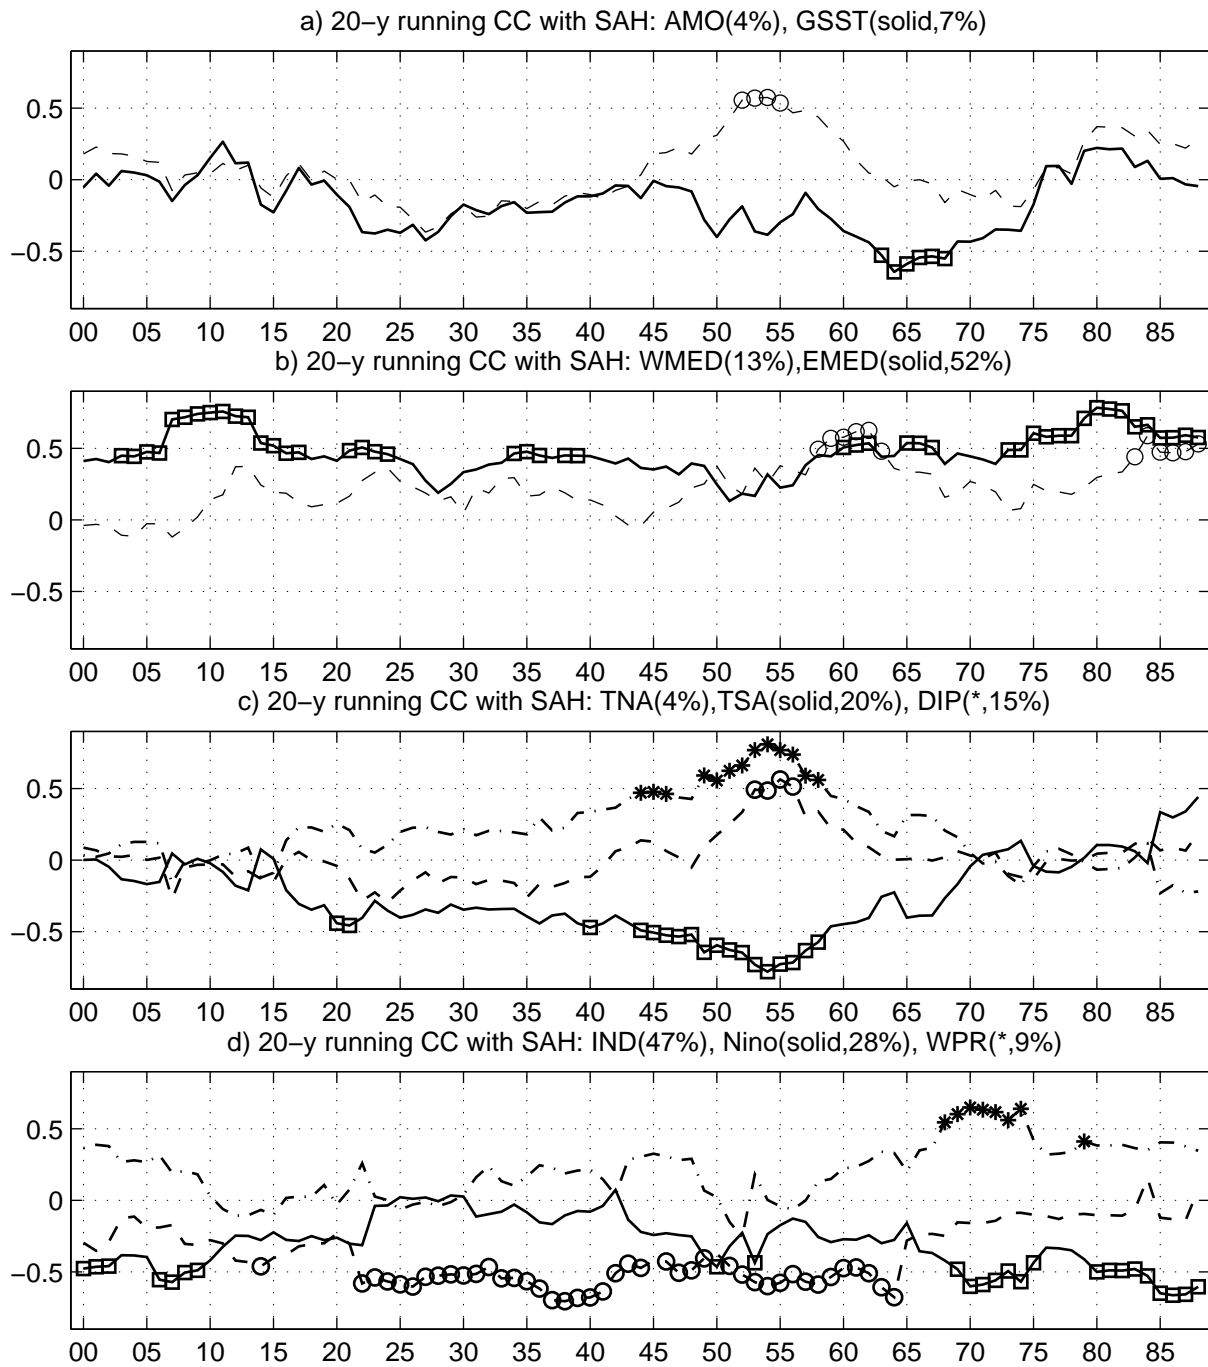 a) 20−y running CC with SAH: AMO(4%), GSST(solid,7%)
0.5
0
−0.5
00 05 10 15 20 25 30 35 40 45 50 55 60 65 70 75 80 85
b) 20−y running CC with SAH: WMED(13%),EMED(solid,52%)
0.5
0
−0.5
00 05 10 15 20 25 30 35 40 45 50 55 60 65 70 75 80 85
c) 20−y running CC with SAH: TNA(4%),TSA(solid,20%), DIP(*,15%)
0.5
0
−0.5
00 05 10 15 20 25 30 35 40 45 50 55 60 65 70 75 80 85
d) 20−y running CC with SAH: IND(47%), Nino(solid,28%), WPR(*,9%)
0.5
0
−0.5
00 05 10 15 20 25 30 35 40 45 50 55 60 65 70 75 80 85